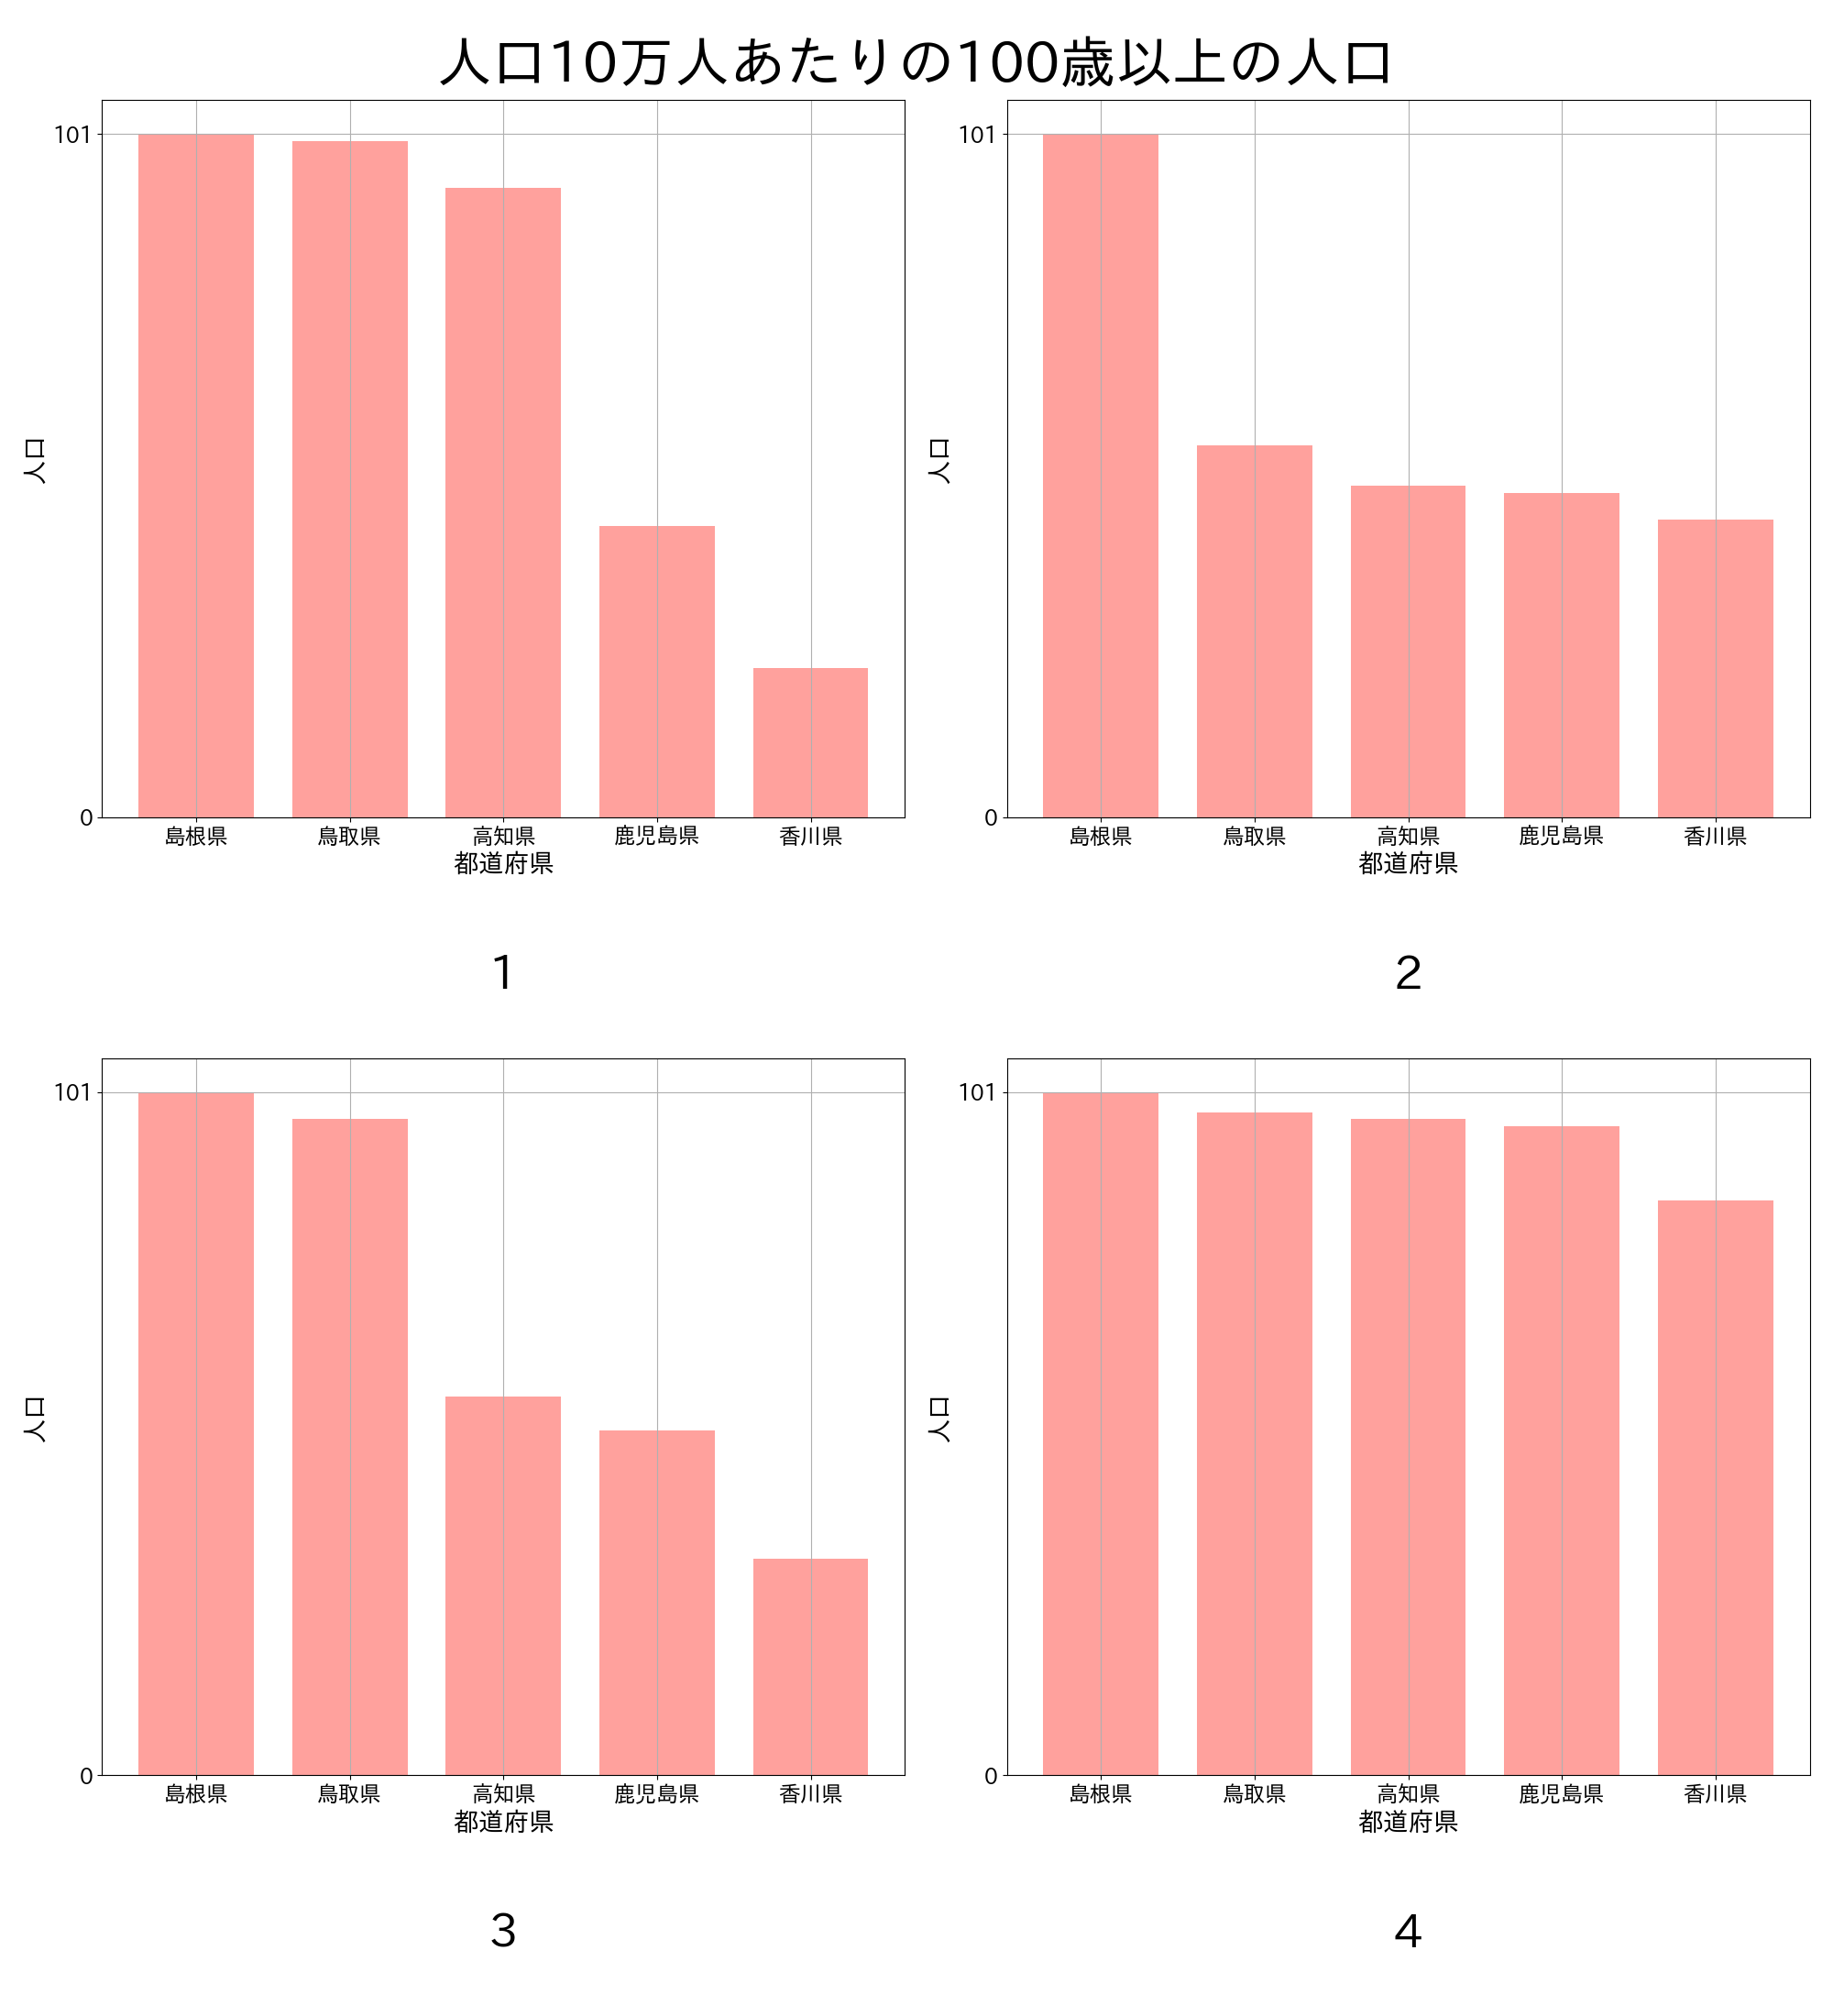 人口10万人あたりの100歳以上の人口
人口
101
0
島根県 鳥取県 高知県 鹿児島県 香川県
都道府県
1
人口
101
0
島根県 鳥取県 高知県 鹿児島県 香川県
都道府県
2
人口
101
0
島根県 鳥取県 高知県 鹿児島県 香川県
都道府県
3
人口
101
0
島根県 鳥取県 高知県 鹿児島県 香川県
都道府県
4